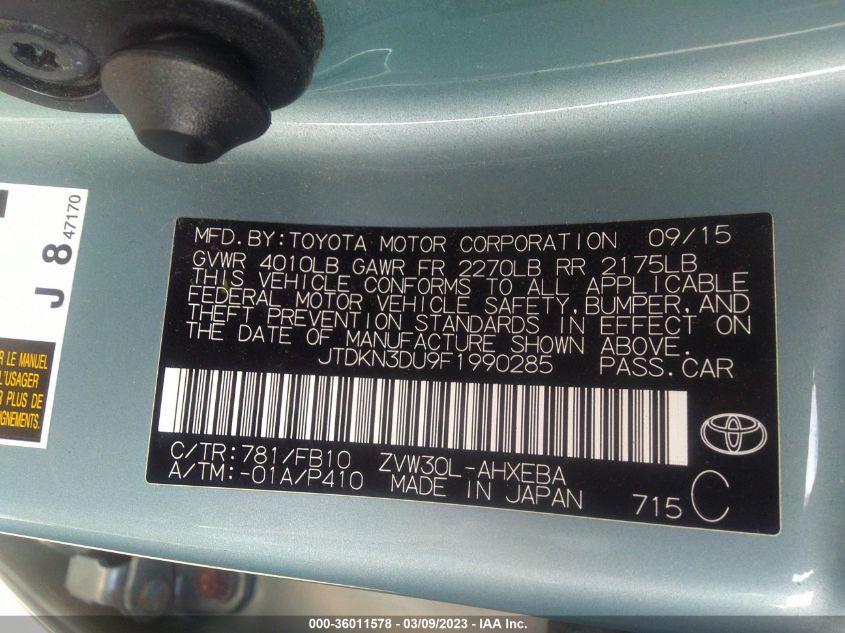 J 8
47170
R LE MANUEL
L'USAGER
R PLUS DE
IGNEMENTS.
MFD. BY: TOYOTA MOTOR CORPORATION 09/15
GVWR 4010LB GAWR FR 2270LB RR 2175LB
THIS VEHICLE CONFORMS TO ALL APPLICABLE
FEDERAL MOTOR VEHICLE SAFETY, BUMPER, AND
THEFT PREVENTION STANDARDS IN EFFECT ON
THE DATE OF MANUFACTURE SHOWN ABOVE.
JTDKN3DU9F1990285 PASS.CAR
C/TR: 781/FB10 ZVW30L-AHXEBA
A/TM: -01A/P410 MADE IN JAPAN 715 C
000-36011578 - 03/09/2023 - IAA Inc.